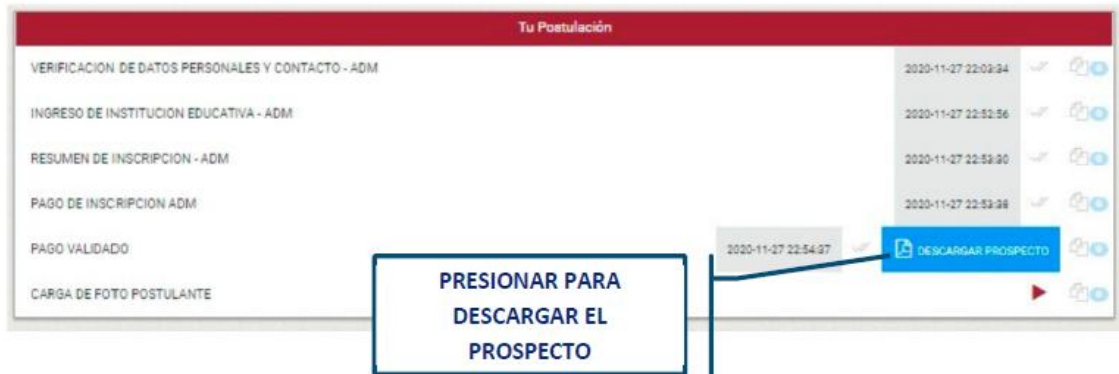 Tu Postulación
VERIFICACION DE DATOS PERSONALES Y CONTACTO - ADM 2020-11-27 22:03:34
INGRESO DE INSTITUCION EDUCATIVA - ADM 2020-11-27 22:52:56
RESUMEN DE INSCRIPCION - ADM 2020-11-27 22:53:30
PAGO DE INSCRIPCION ADM 2020-11-27 22:53:38
PAGO VALIDADO 2020-11-27 22:54:37 DESCARGAR PROSPECTO
CARGA DE FOTO POSTULANTE
PRESIONAR PARA
DESCARGAR EL
PROSPECTO